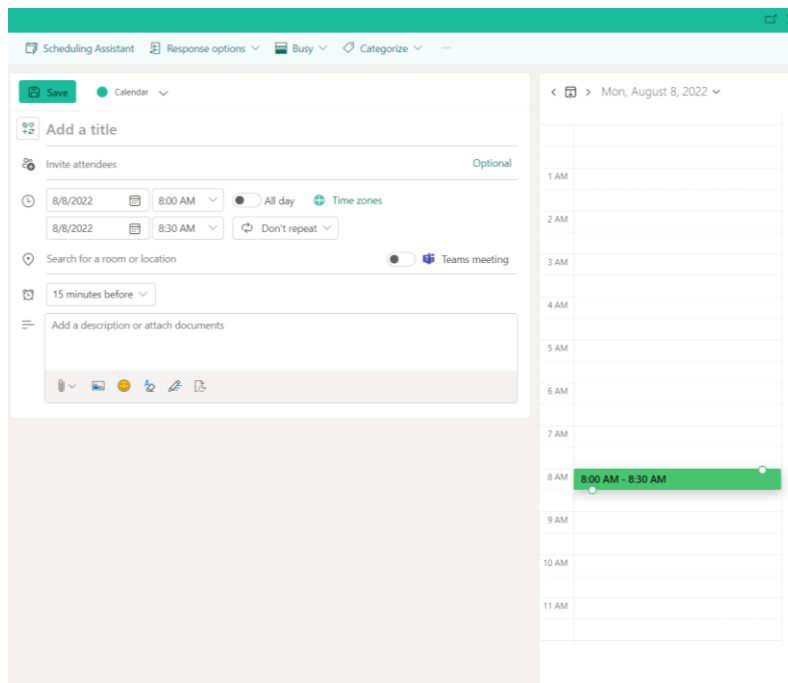 Scheduling Assistant Response options Busy Categorize
Save Calendar
Mon, August 8, 2022
Add a title
Invite attendees Optional
8/8/2022 8:00 AM All day Time zones
8/8/2022 8:30 AM Don't repeat
Search for a room or location Teams meeting
15 minutes before
Add a description or attach documents
1 AM
2 AM
3 AM
4 AM
5 AM
6 AM
7 AM
8 AM 8:00 AM - 8:30 AM
9 AM
10 AM
11 AM